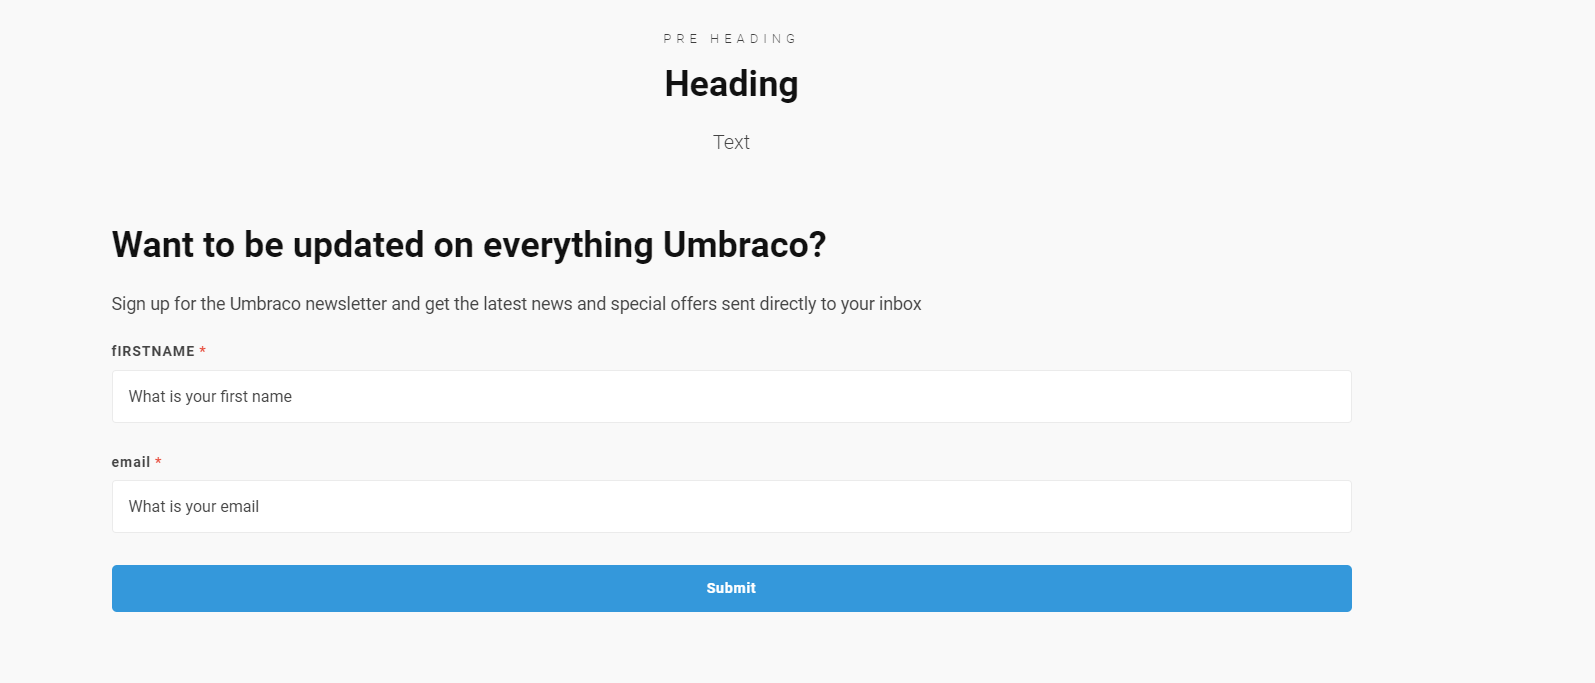 PRE HEADING
Heading
Text
Want to be updated on everything Umbraco?
Sign up for the Umbraco newsletter and get the latest news and special offers sent directly to your inbox
fIRSTNAME *
What is your first name
email *
What is your email
Submit